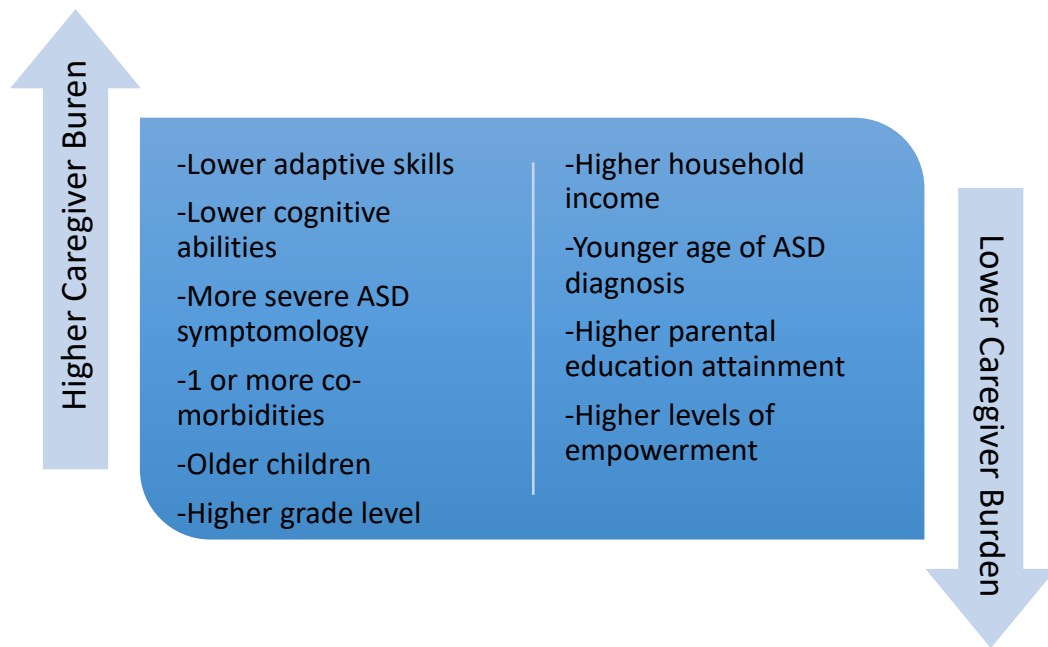 Higher Caregiver Buren
-Lower adaptive skills
-Lower cognitive
abilities
-More severe ASD
symptomology
-1 or more co-
morbidities
-Older children
-Higher grade level
-Higher household
income
-Younger age of ASD
diagnosis
-Higher parental
education attainment
-Higher levels of
empowerment
Lower Caregiver Burden